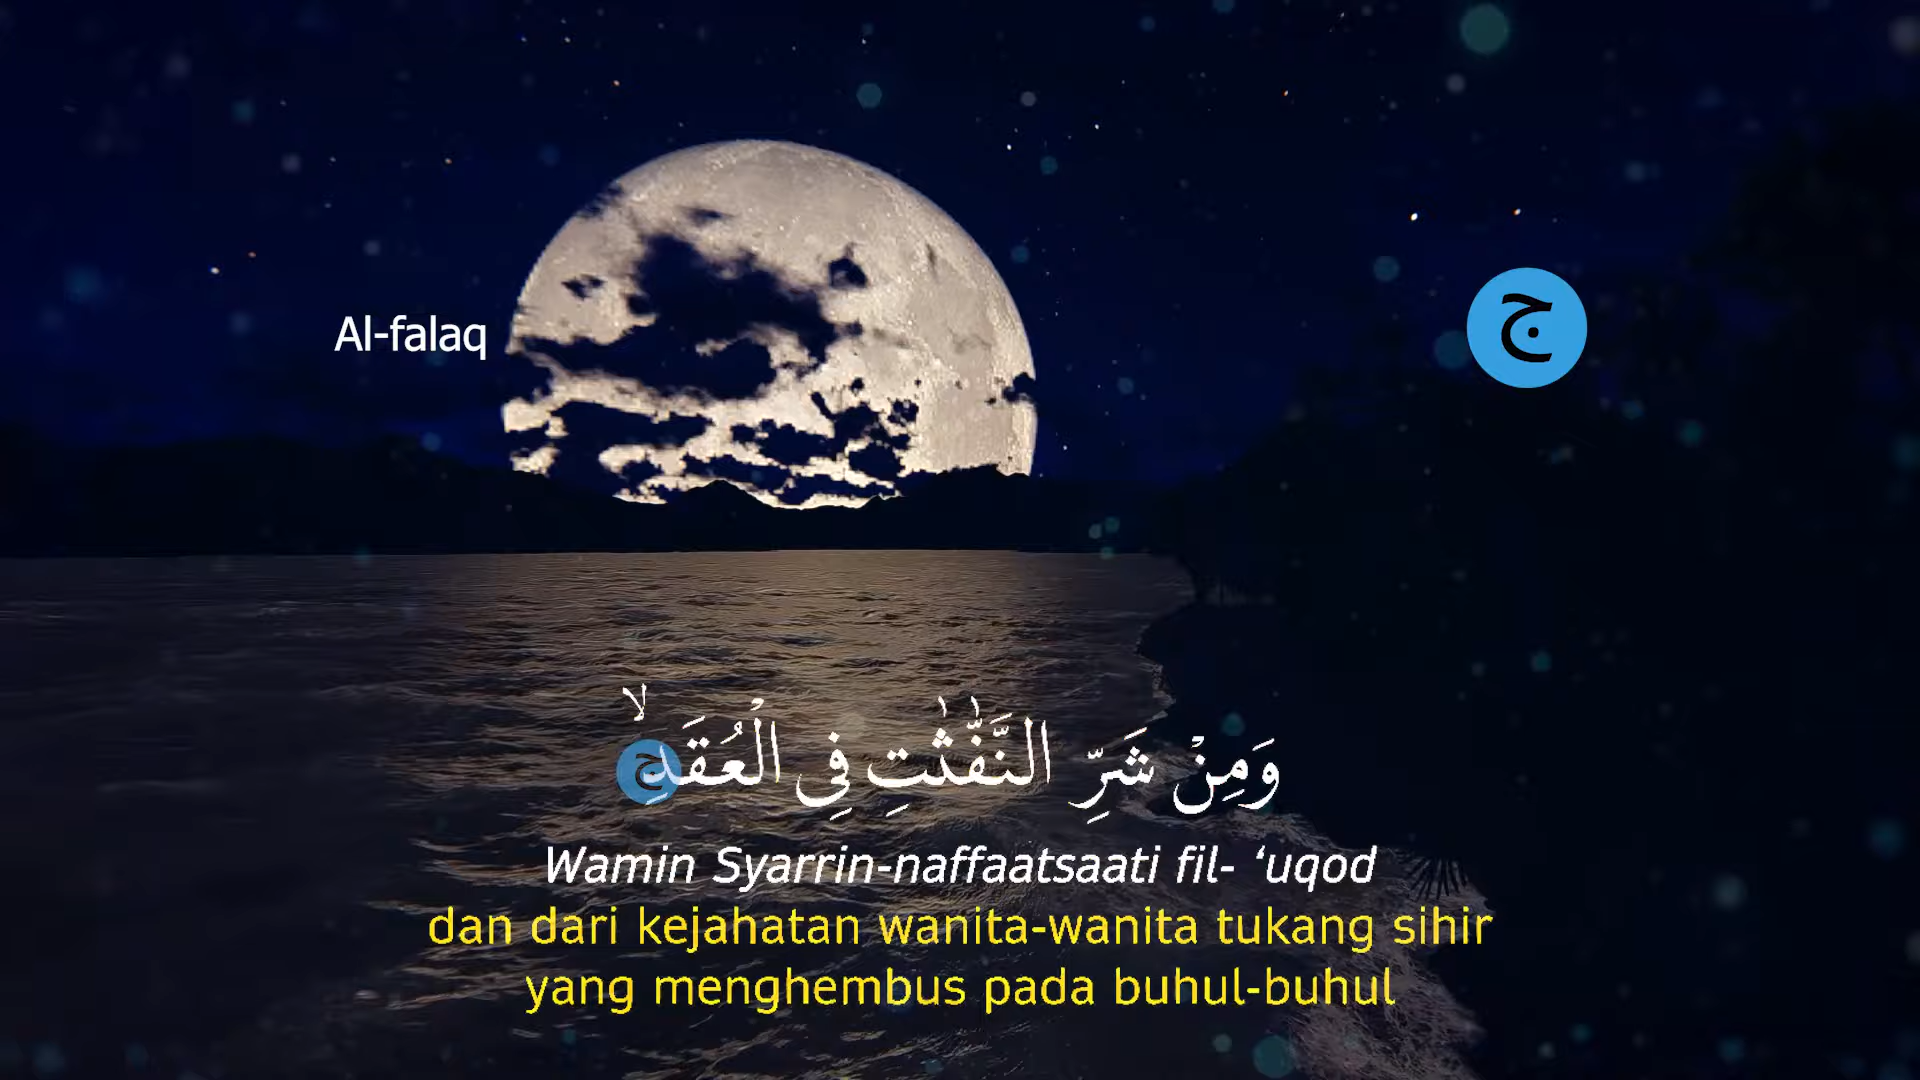 Al-falaq
ج
وَمِنْ شَرِّ النَّفّٰثٰتِ فِى الْعُقَدِۙ
ج
Wamin Syarrin-naffaatsaati fil- ‘uqod
dan dari kejahatan wanita-wanita tukang sihir
yang menghembus pada buhul-buhul